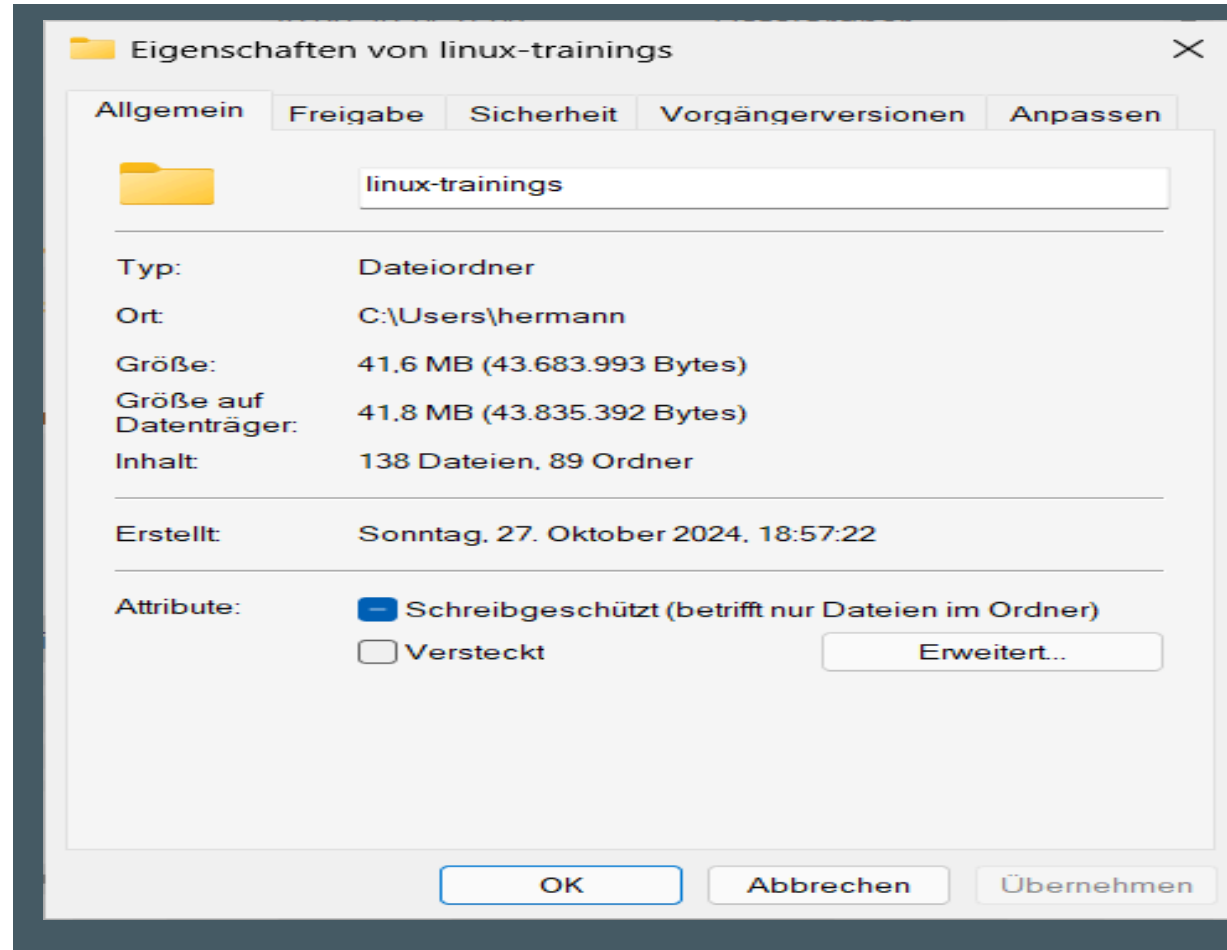 Eigenschaften von linux-trainings
Allgemein Freigabe Sicherheit Vorgängerversionen Anpassen
linux-trainings
Typ: Dateiordner
Ort: C:\Users\hermann
Größe: 41,6 MB (43.683.993 Bytes)
Größe auf
Datenträger: 41,8 MB (43.835.392 Bytes)
Inhalt: 138 Dateien, 89 Ordner
Erstellt: Sonntag, 27. Oktober 2024, 18:57:22
Attribute: Schreibgeschützt (betrifft nur Dateien im Ordner)
Versteckt Erweitert...
OK Abbrechen Übernehmen